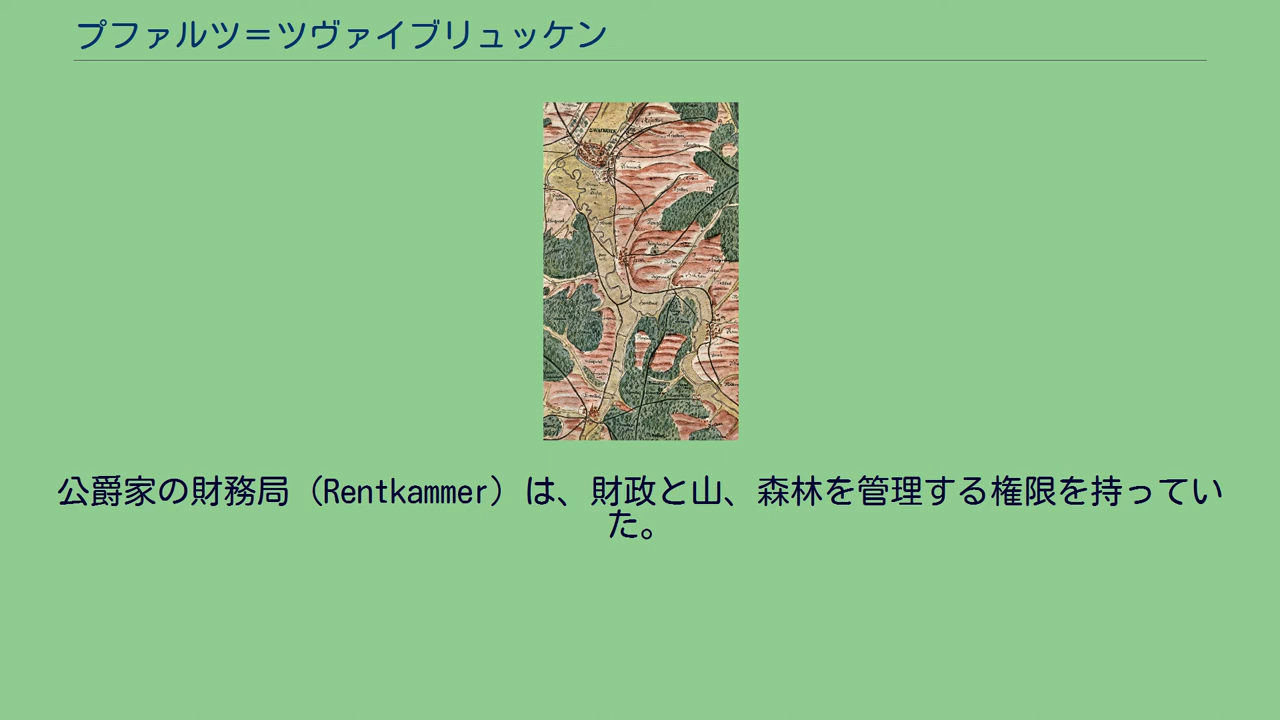 プファルツ＝ツヴァイブリュッケン
公爵家の財務局（Rentkammer）は、財政と山、森林を管理する権限を持ってい
た。